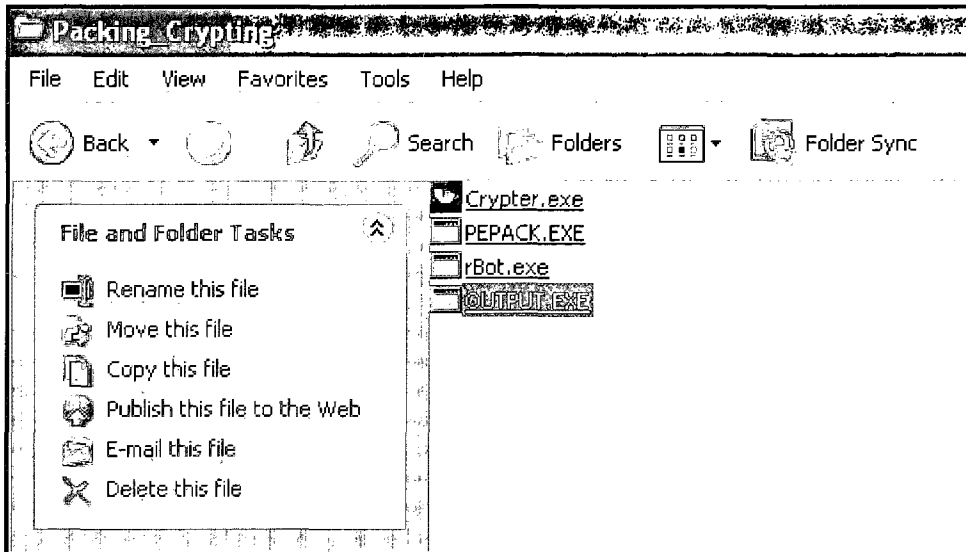 Packing_Crypting
File Edit View Favorites Tools Help
Back Search Folders Folder Sync
File and Folder Tasks
Rename this file
Move this file
Copy this file
Publish this file to the Web
E-mail this file
Delete this file
Crypter.exe
PEPACK.EXE
rBot.exe
OUTPUT.EXE